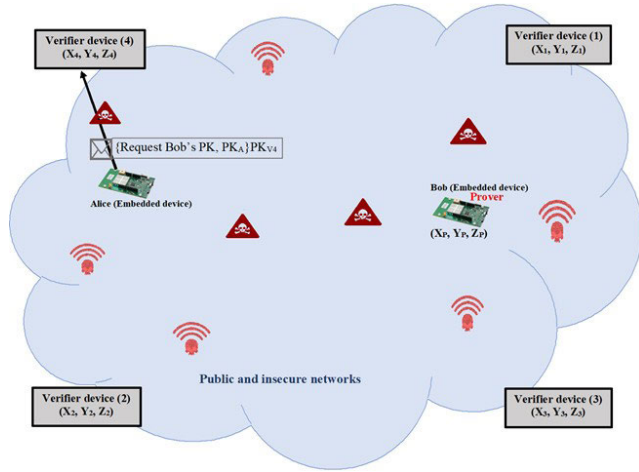 Verifier device (4)
(X₄, Y₄, Z₄)
Verifier device (1)
(X₁, Y₁, Z₁)
{Request Bob's PK, PKA}PKV4
Alice (Embedded device)
Bob (Embedded device)
Prover
(XP, YP, ZP)
Public and insecure networks
Verifier device (2)
(X₂, Y₂, Z₂)
Verifier device (3)
(X₃, Y₃, Z₃)